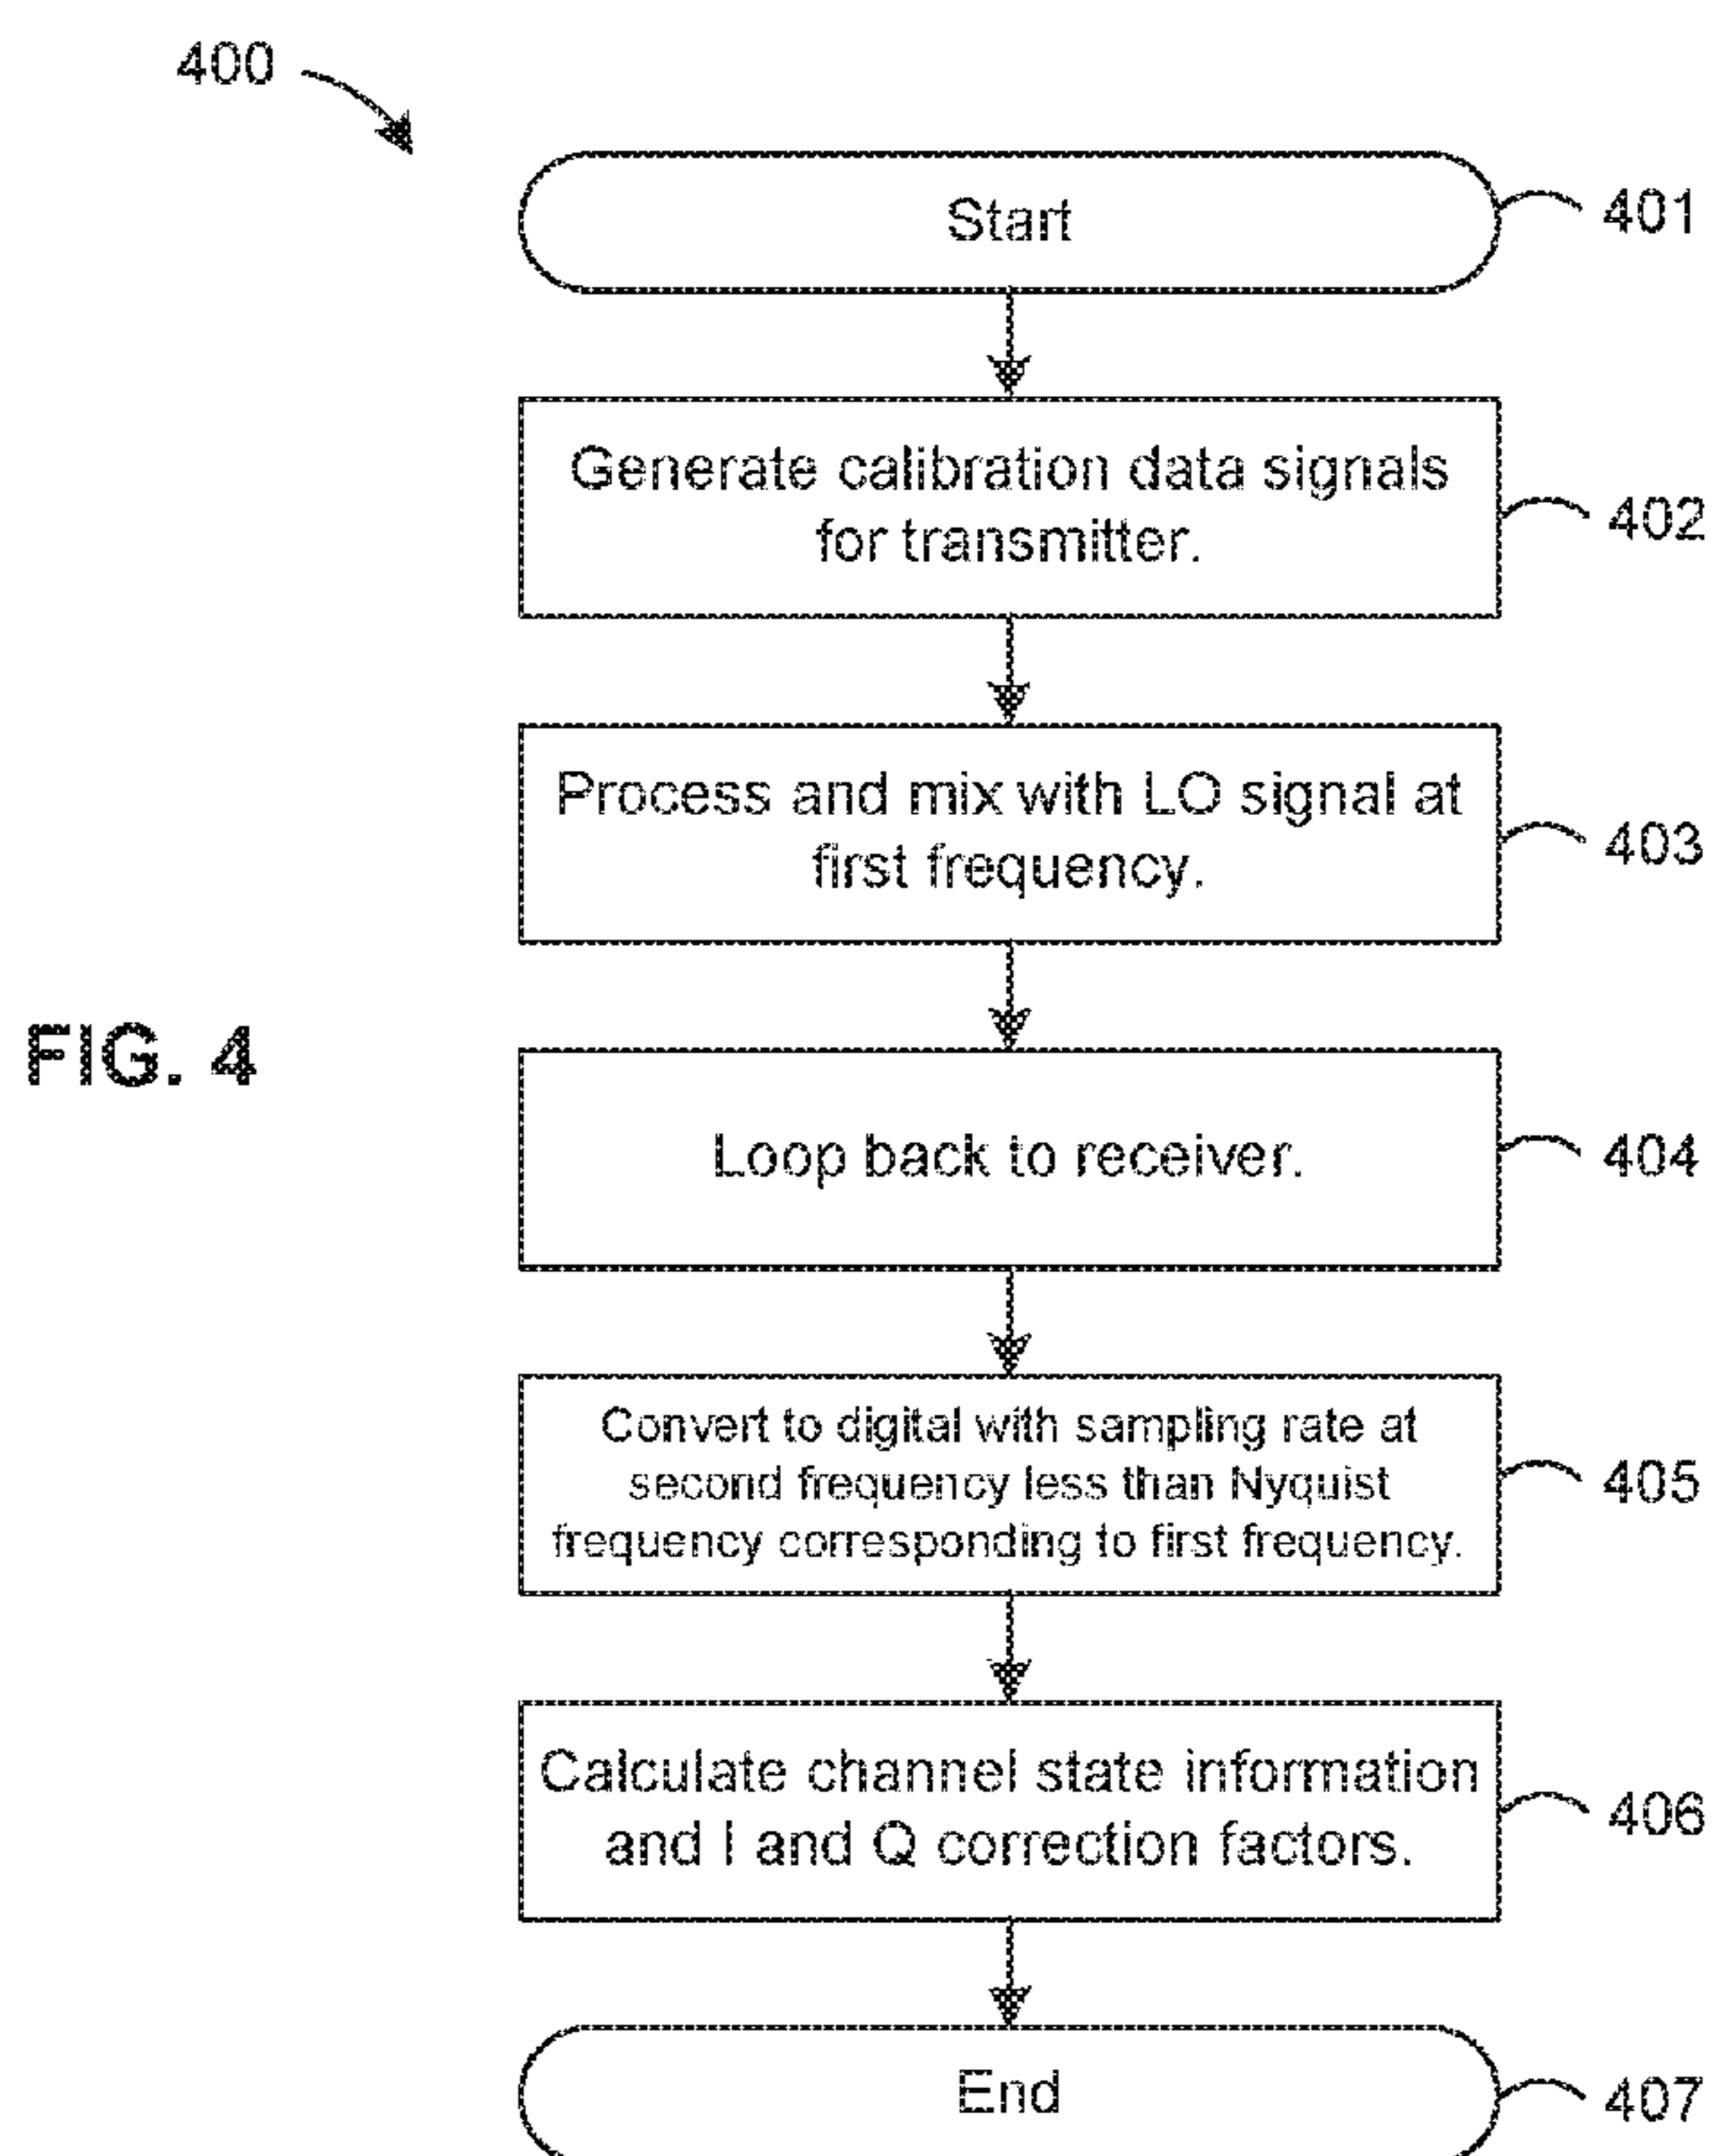 400
Start
401
Generate calibration data signals
for transmitter.
402
Process and mix with LO signal at
first frequency.
403
FIG. 4
Loop back to receiver.
404
Convert to digital with sampling rate at
second frequency less than Nyquist
frequency corresponding to first frequency.
405
Calculate channel state information
and I and Q correction factors.
406
End
407